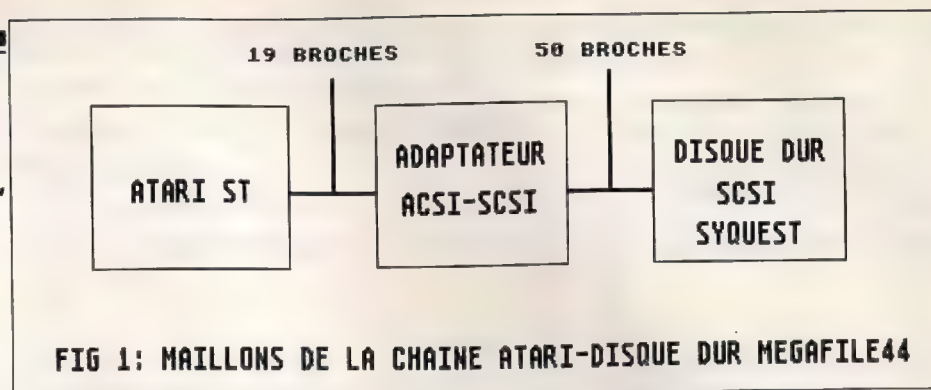 19 BROCHES
50 BROCHES
ATARI ST
ADAPTATEUR
ACSI-SCSI
DISQUE DUR
SCSI
SYQUEST
FIG 1: MAILLONS DE LA CHAINE ATARI-DISQUE DUR MEGAFILE44